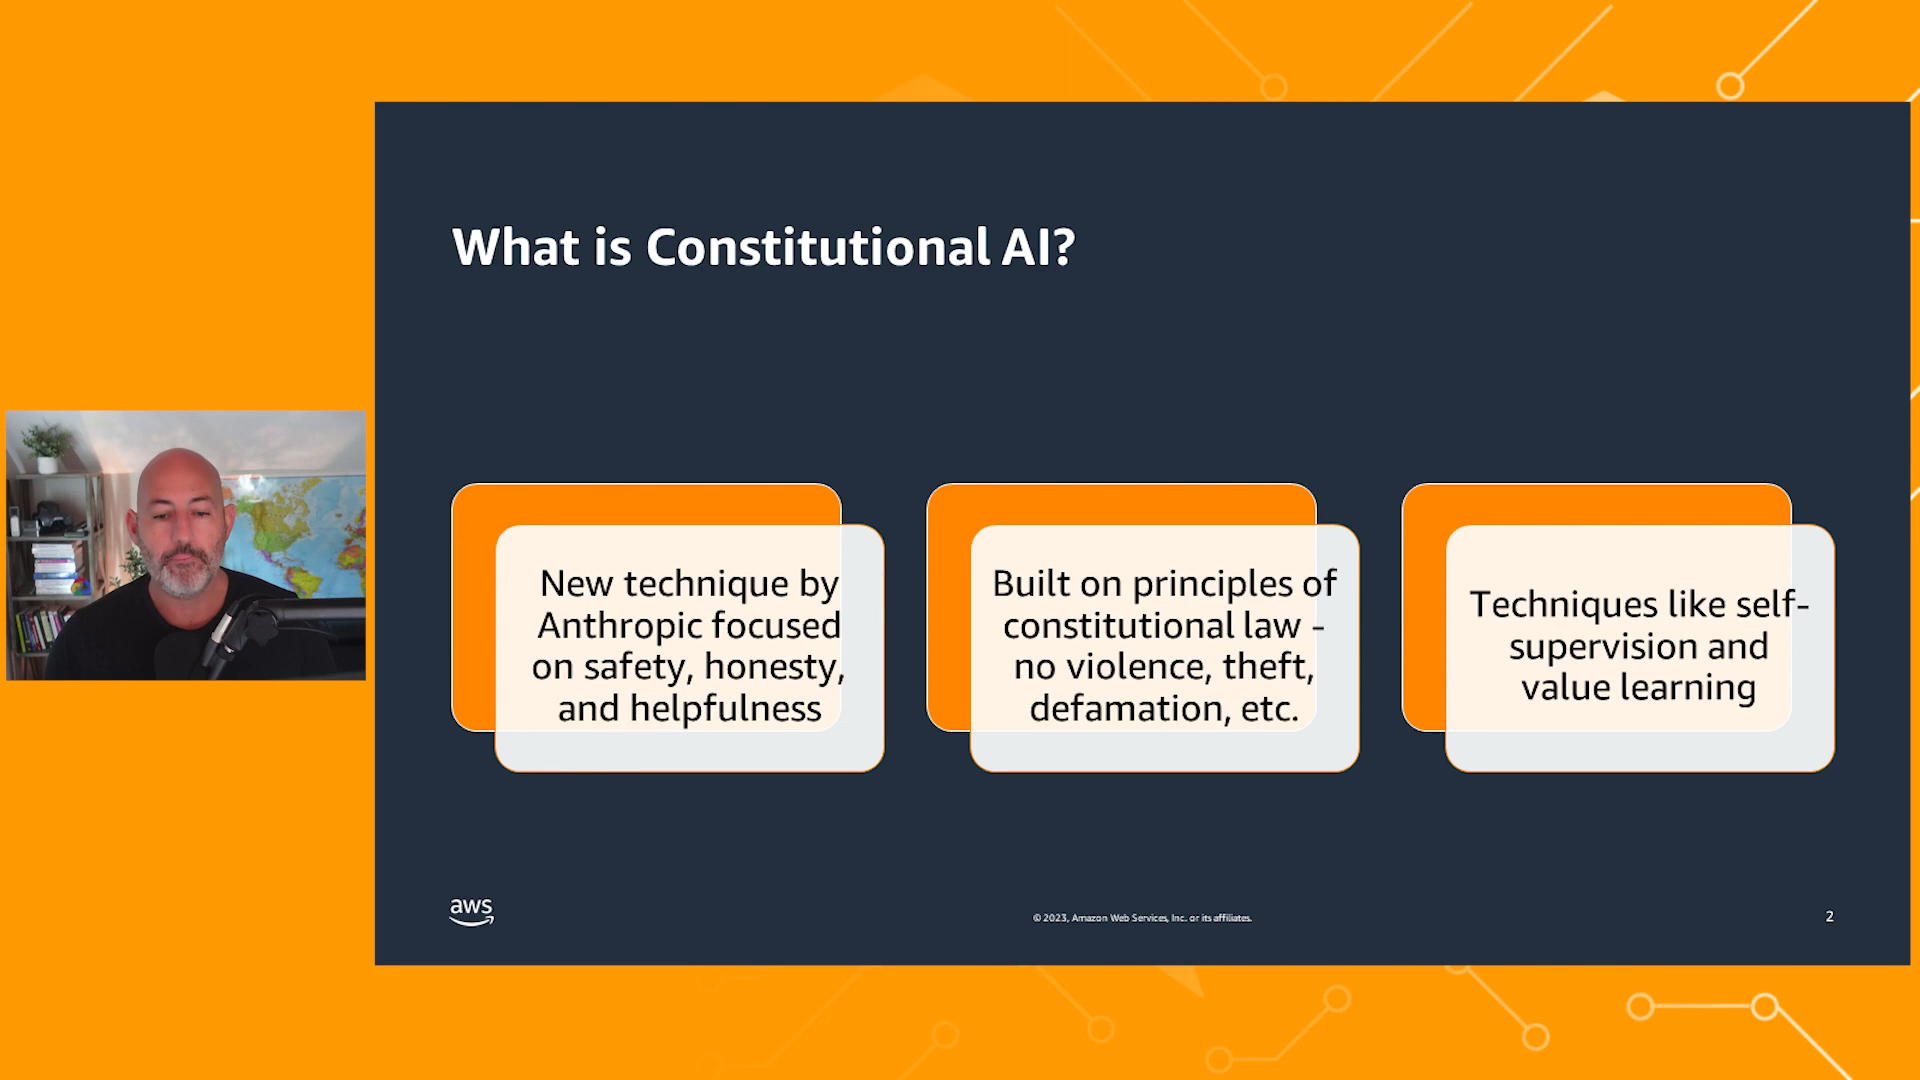 What is Constitutional AI?
New technique by
Anthropic focused
on safety, honesty,
and helpfulness
Built on principles of
constitutional law -
no violence, theft,
defamation, etc.
Techniques like self-
supervision and
value learning
aws
© 2023, Amazon Web Services, Inc. or its affiliates.
2